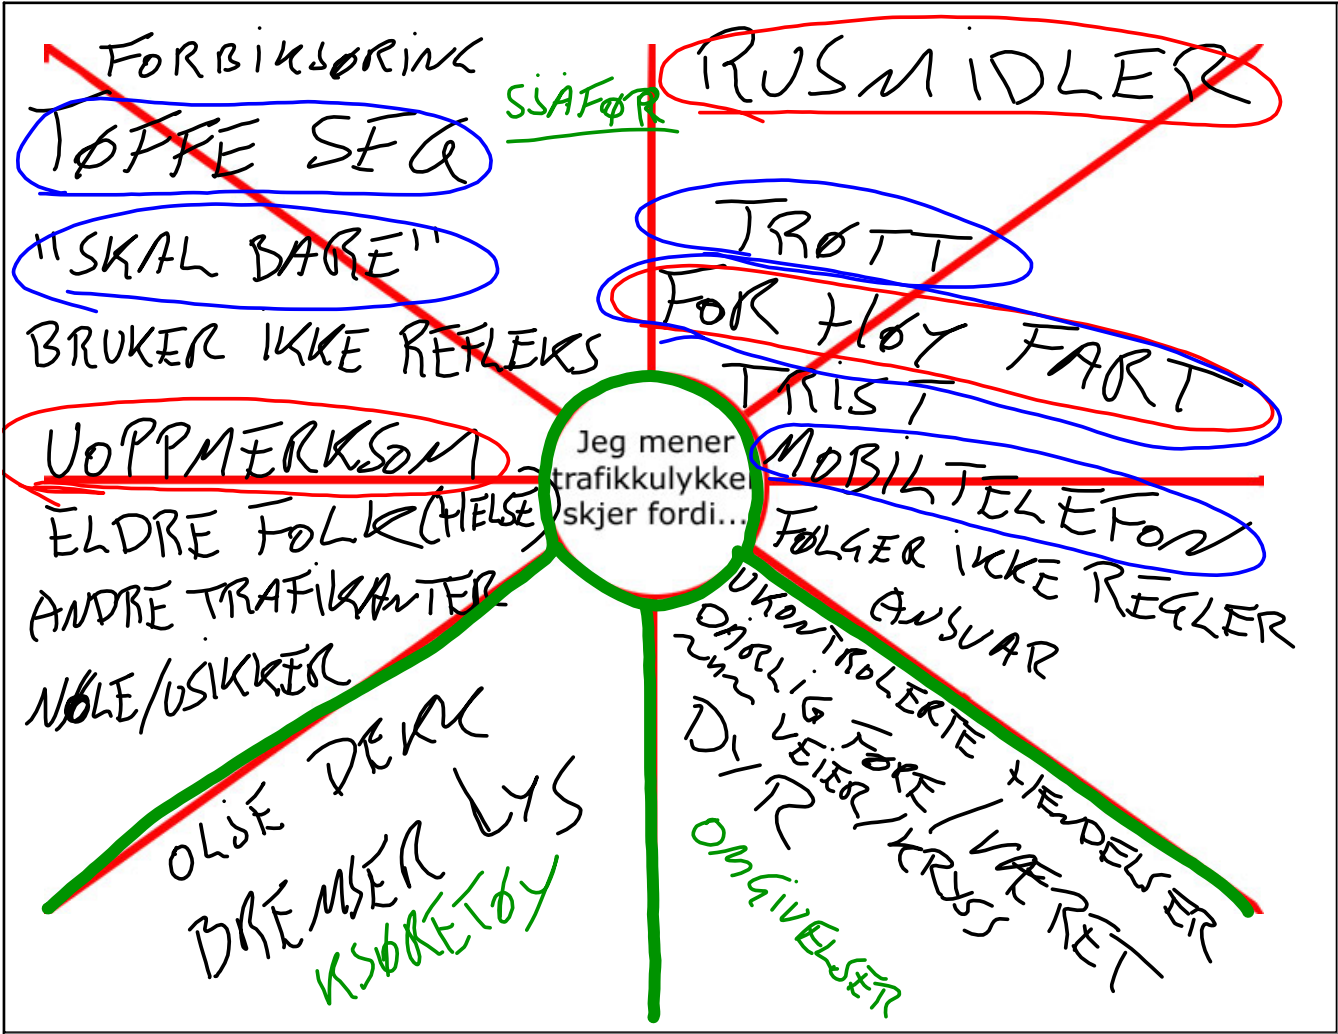 FORBIKJØRING
TØFFE SEG
"SKAL BARE"
BRUKER IKKE REFLEKS
UOPPMERKSOM
ELDRE FOLK (HELSE)
ANDRE TRAFIKANTER
NØLE/USIKKER
SJÅFØR
RUSMIDLER
TRØTT
FOR HØY FART
TRIST
MOBILTELEFON
FØLGER IKKE REGLER
ANSVAR
Jeg mener
trafikkulykker
skjer fordi...
UKONTROLERTE HENDELSER
DÅRLIG FØRE/VÆRET
VEIER/KRYSS
DYR
OMGIVELSER
OLJE DEKK
BREMSER LYS
KJØRETØY